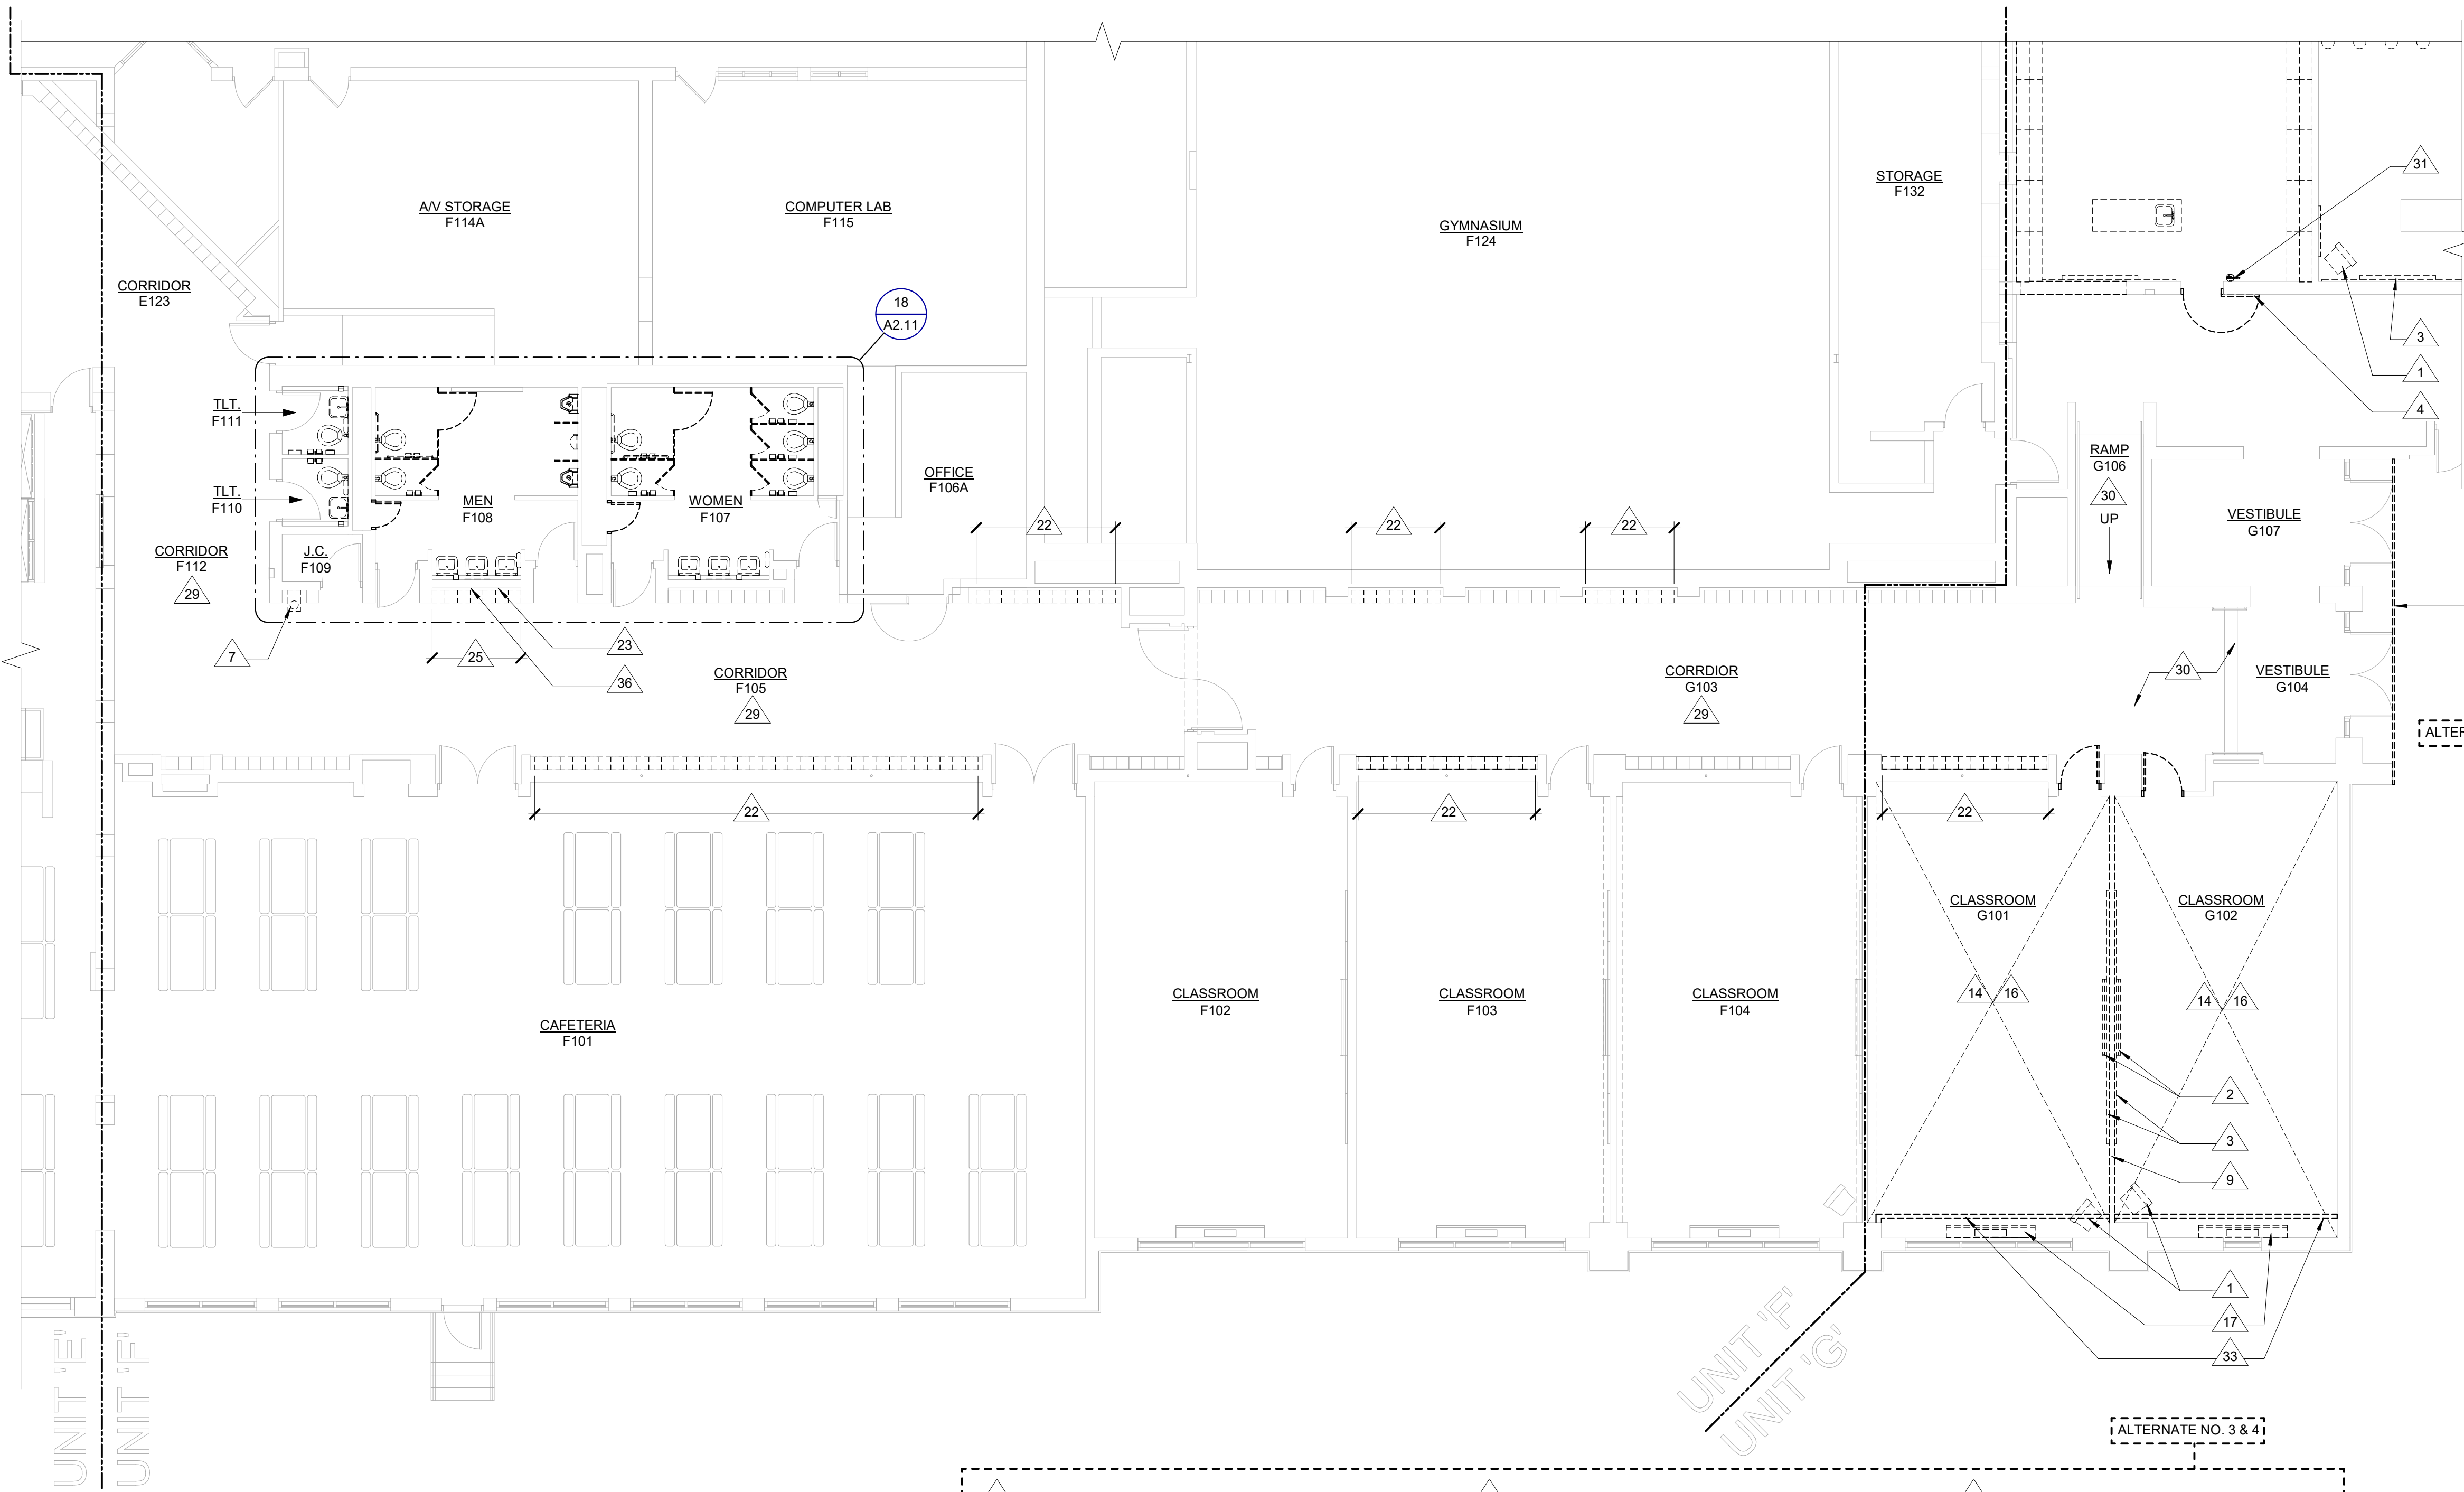 A/V STORAGE
F114A
COMPUTER LAB
F115
GYMNASIUM
F124
STORAGE
F132
31
CORRIDOR
E123
18
A2.11
3
1
4
TLT.
F111
TLT.
F110
MEN
F108
WOMEN
F107
OFFICE
F106A
RAMP
G106
30
UP
VESTIBULE
G107
22
22
22
CORRIDOR
F112
29
J.C.
F109
7
25
23
36
CORRIDOR
F105
29
CORRDIOR
G103
29
30
VESTIBULE
G104
ALTER
22
22
22
CLASSROOM
G101
CLASSROOM
G102
14
16
14
16
CLASSROOM
F102
CLASSROOM
F103
CLASSROOM
F104
CAFETERIA
F101
2
3
9
1
17
33
UNIT 'E'
UNIT 'F'
UNIT 'F'
UNIT 'G'
ALTERNATE NO. 3 & 4